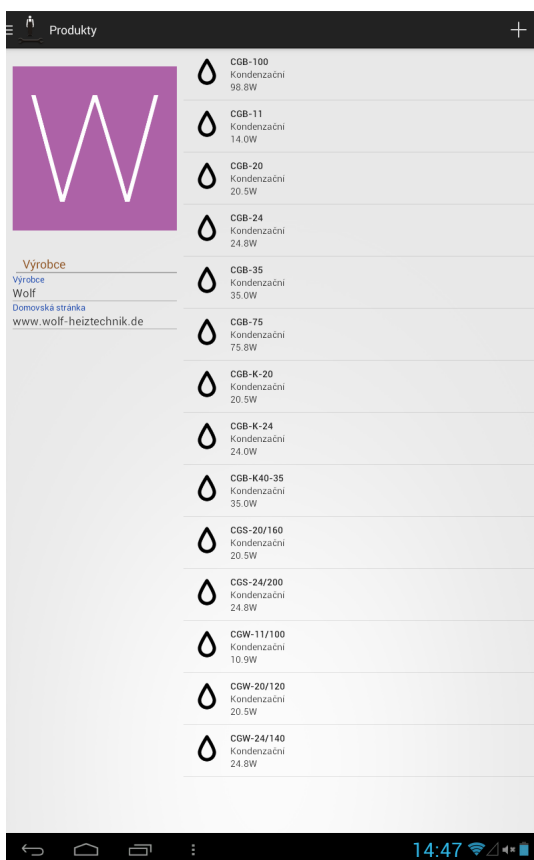 Produkty
W
Výrobce
Výrobce
Wolf
Domovská stránka
www.wolf-heiztechnik.de
CGB-100
Kondenzační
98.8W
CGB-11
Kondenzační
14.0W
CGB-20
Kondenzační
20.5W
CGB-24
Kondenzační
24.8W
CGB-35
Kondenzační
35.0W
CGB-75
Kondenzační
75.8W
CGB-K-20
Kondenzační
20.5W
CGB-K-24
Kondenzační
24.0W
CGB-K40-35
Kondenzační
35.0W
CGS-20/160
Kondenzační
20.5W
CGS-24/200
Kondenzační
24.8W
CGW-11/100
Kondenzační
10.9W
CGW-20/120
Kondenzační
20.5W
CGW-24/140
Kondenzační
24.8W
14:47